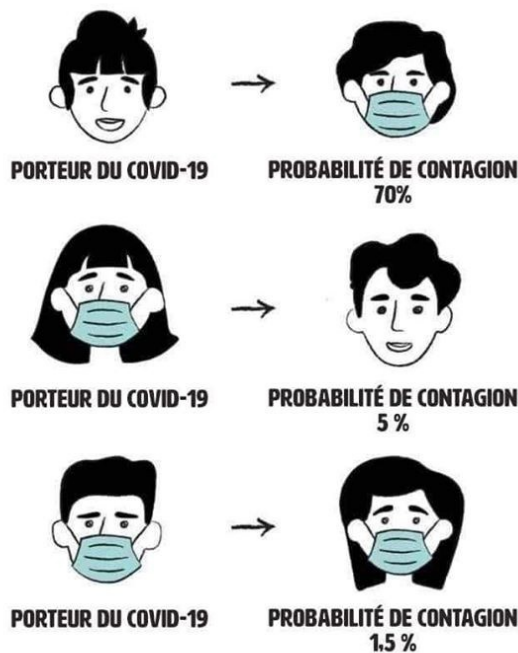 PORTEUR DU COVID-19
PROBABILITÉ DE CONTAGION
70%
PORTEUR DU COVID-19
PROBABILITÉ DE CONTAGION
5 %
PORTEUR DU COVID-19
PROBABILITÉ DE CONTAGION
1,5 %